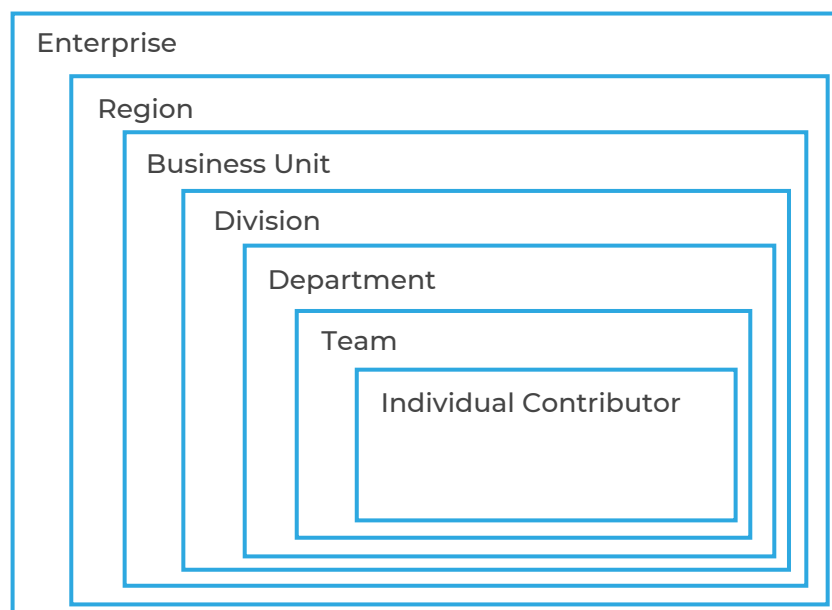 Enterprise
Region
Business Unit
Division
Department
Team
Individual Contributor